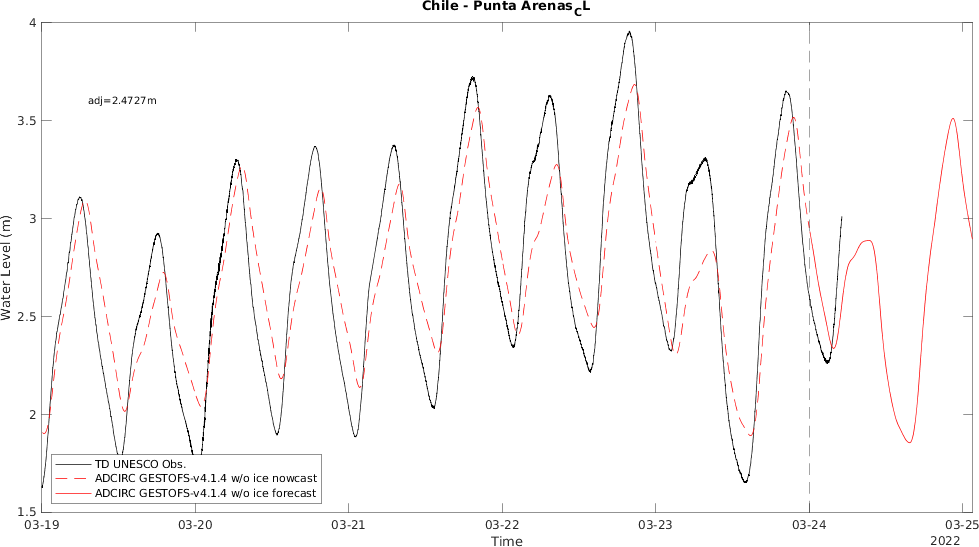 Chile - Punta Arenas_CL
4
3.5
3
2.5
2
1.5
Water Level (m)
adj=2.4727m
TD UNESCO Obs.
ADCIRC GESTOFS-v4.1.4 w/o ice nowcast
ADCIRC GESTOFS-v4.1.4 w/o ice forecast
03-19 03-20 03-21 03-22 03-23 03-24 03-25
Time
2022